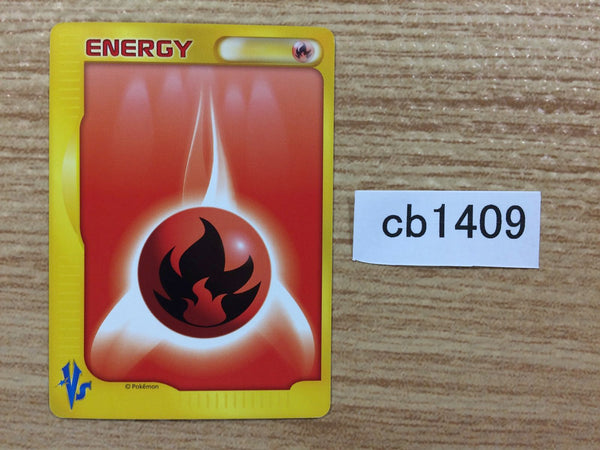 ENERGY
cb1409
VS
© Pokémon